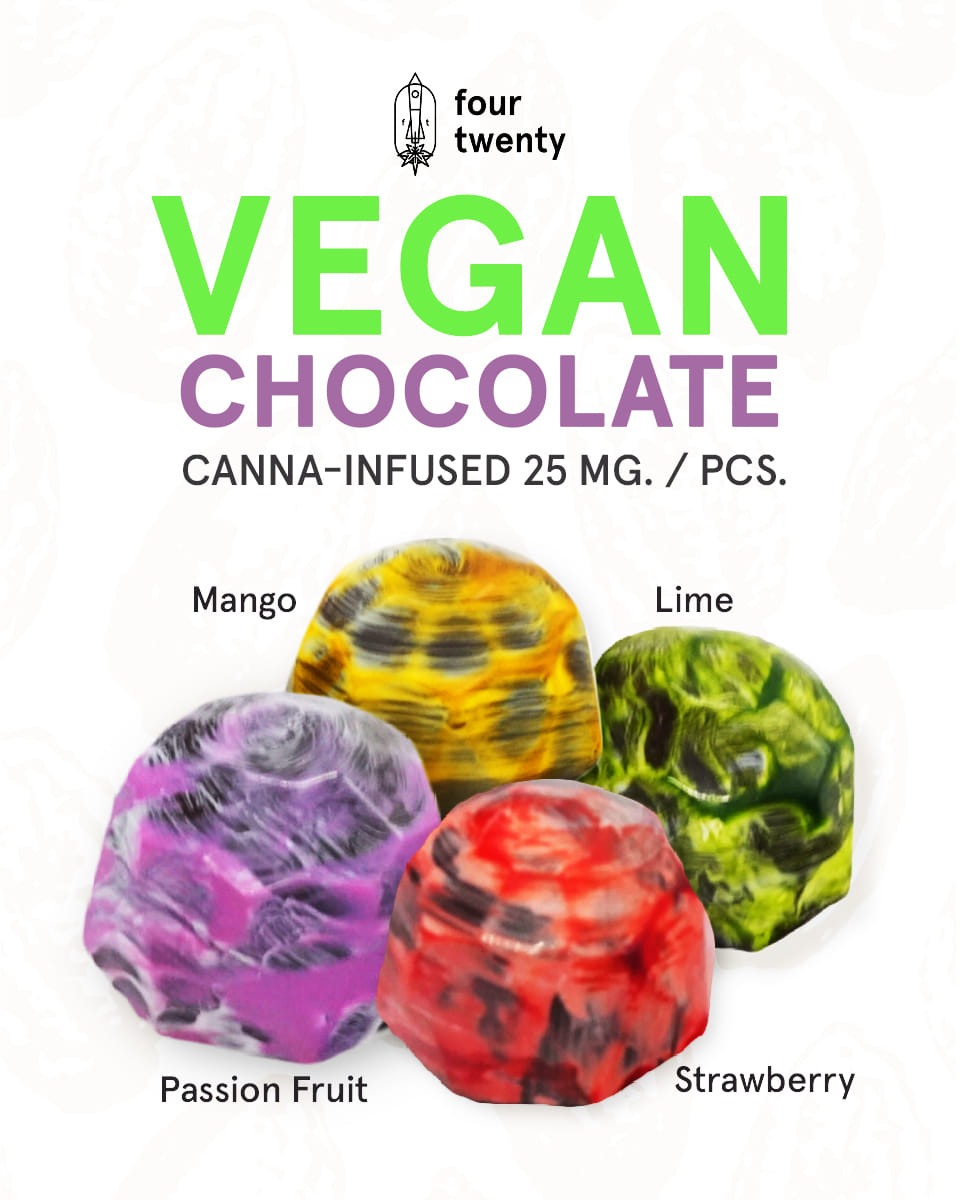 f t
four
twenty
VEGAN
CHOCOLATE
CANNA-INFUSED 25 MG. / PCS.
Mango
Lime
Passion Fruit
Strawberry